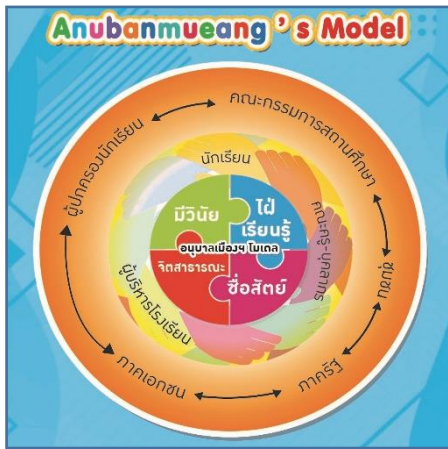 Anubanmueang's Model
คณะกรรมการสถานศึกษา
ชุมชน
ภาครัฐ
ภาคเอกชน
ผู้ปกครองนักเรียน
นักเรียน
คณะครู-บุคลากร
ผู้บริหารโรงเรียน
มีวินัย
ใฝ่
เรียนรู้
อนุบาลเมืองฯ โมเดล
จิตสาธารณะ
ซื่อสัตย์